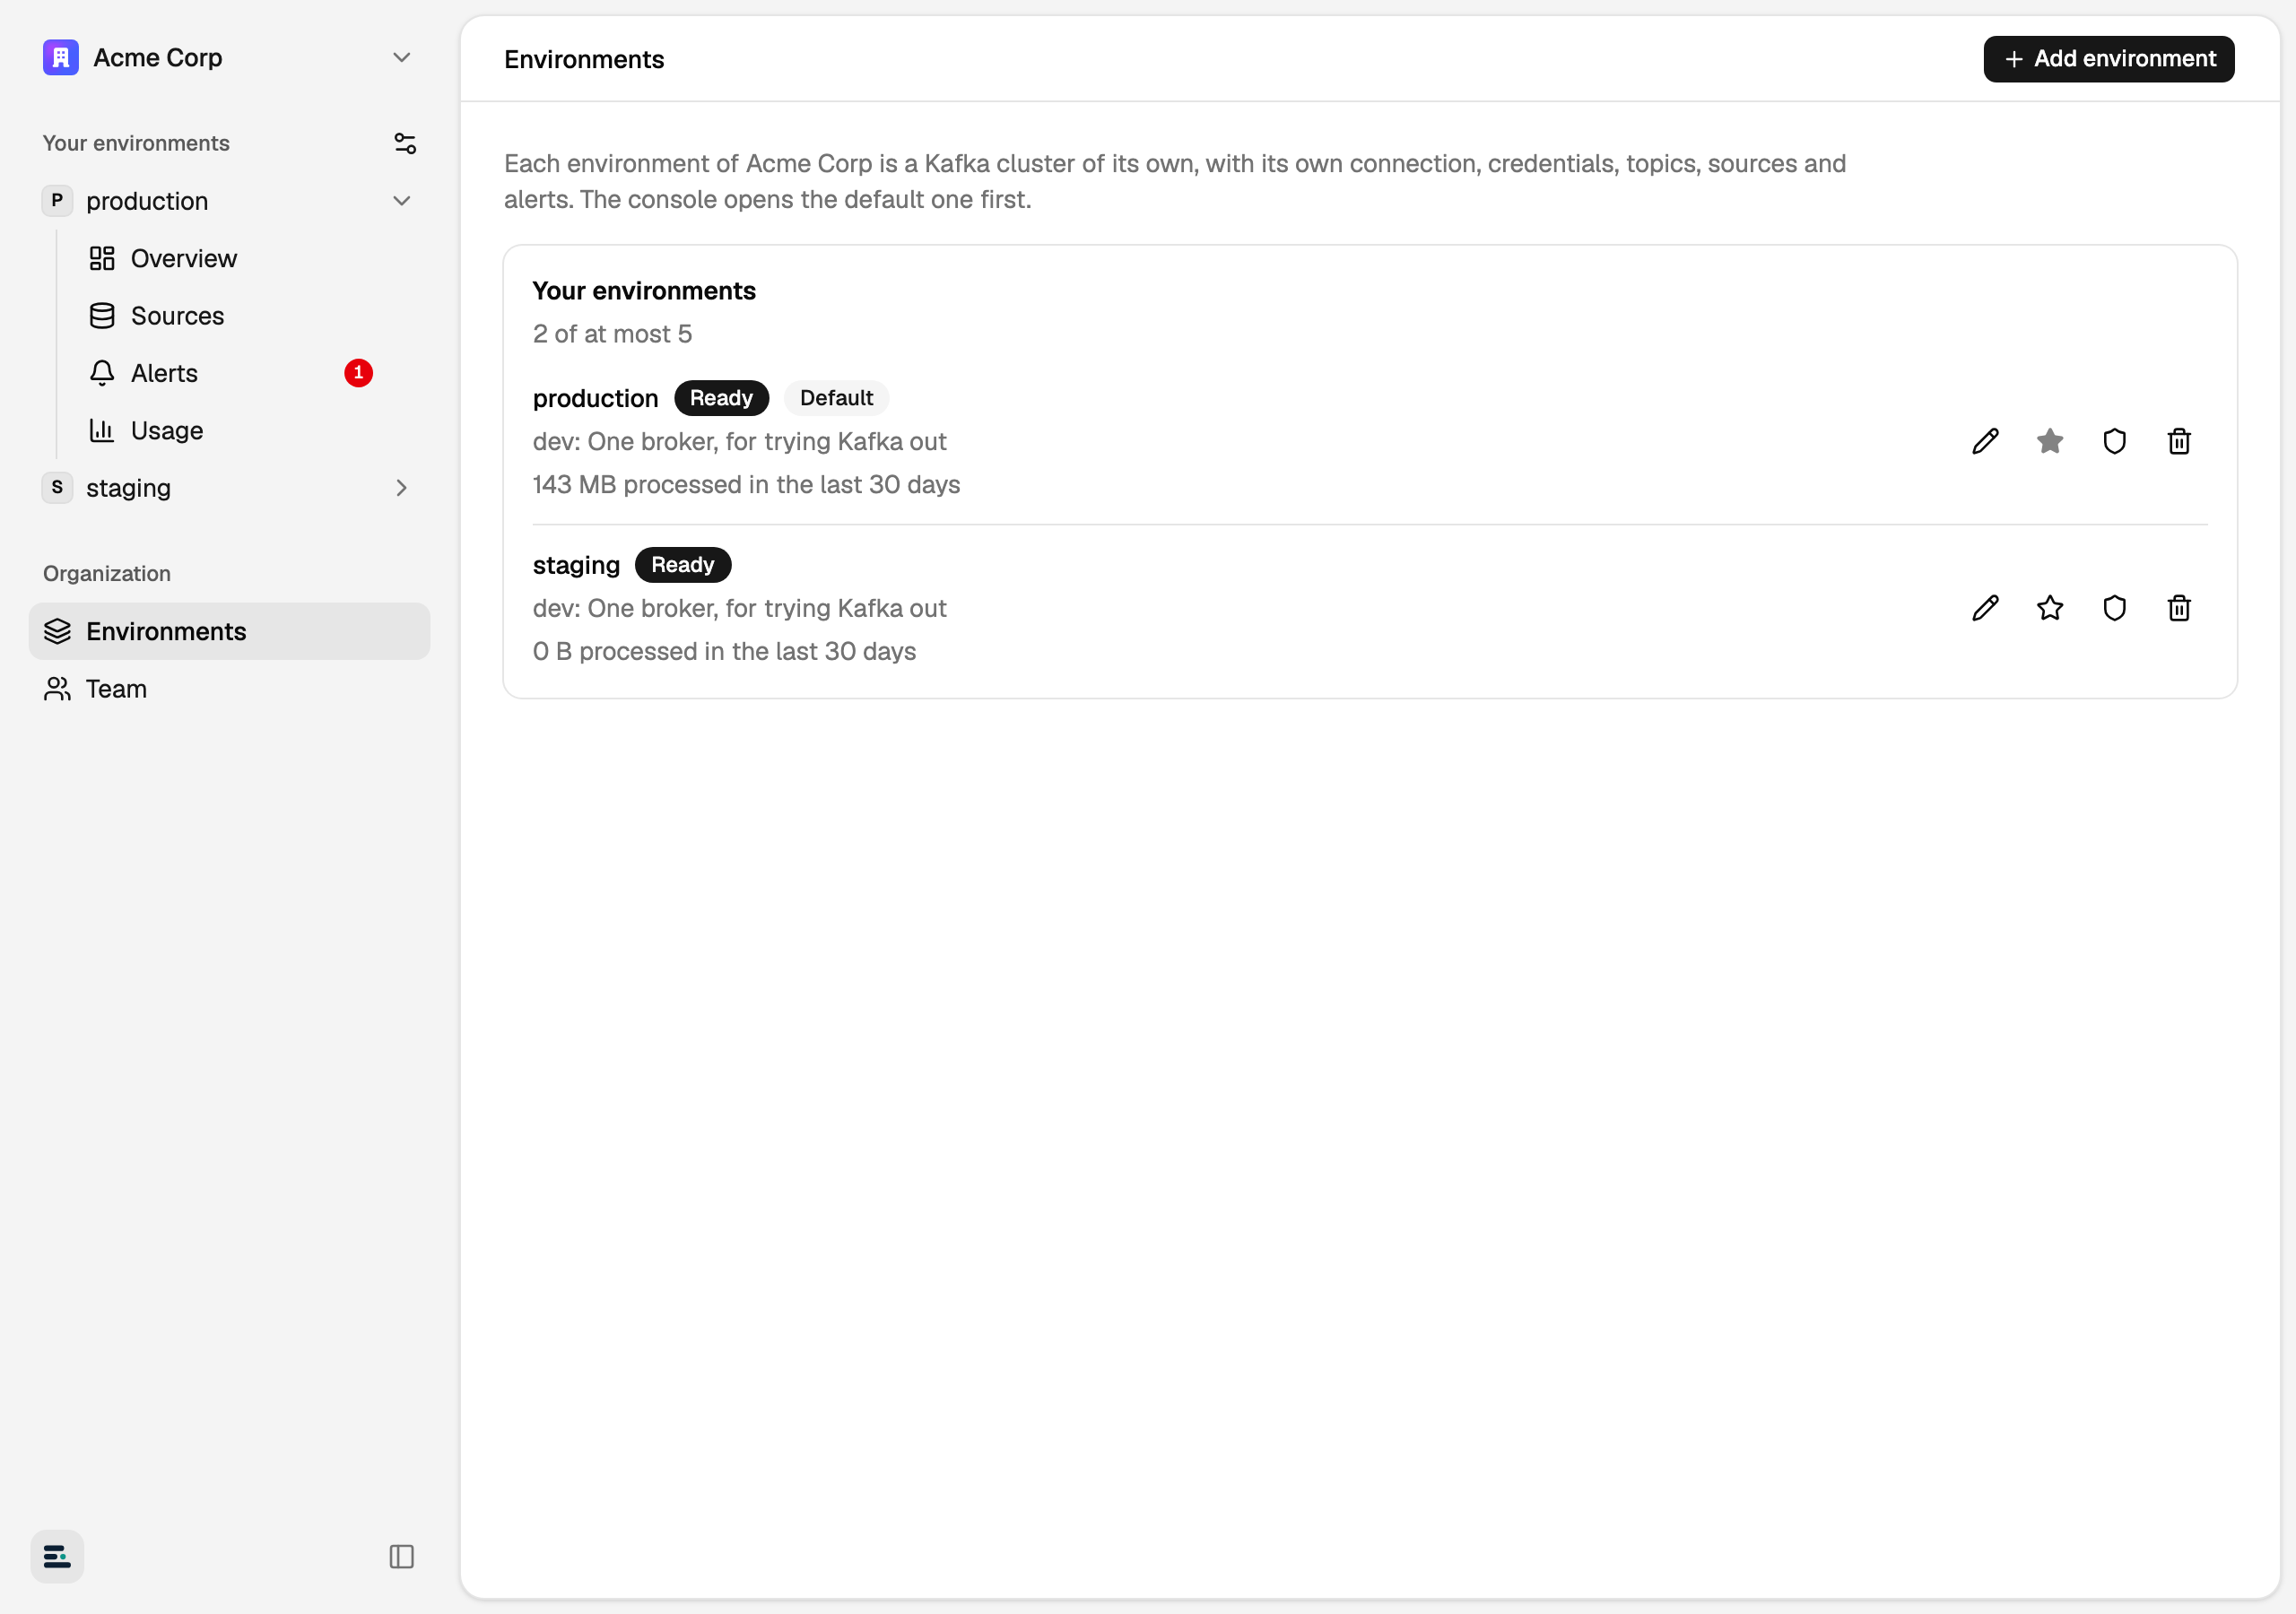 Acme Corp
Your environments
P production
Overview
Sources
Alerts 1
Usage
S staging
Organization
Environments
Team
Environments
+ Add environment
Each environment of Acme Corp is a Kafka cluster of its own, with its own connection, credentials, topics, sources and
alerts. The console opens the default one first.
Your environments
2 of at most 5
production Ready Default
dev: One broker, for trying Kafka out
143 MB processed in the last 30 days
staging Ready
dev: One broker, for trying Kafka out
0 B processed in the last 30 days